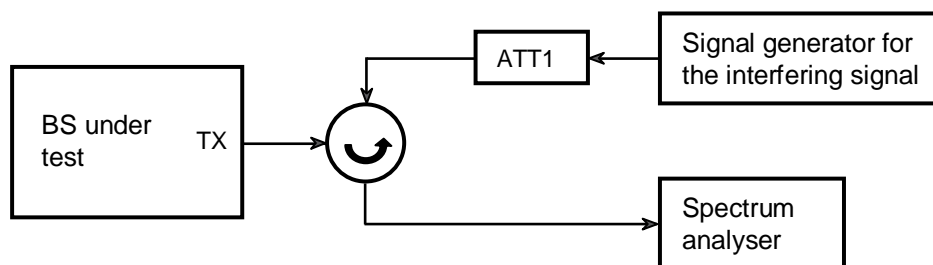 ATT1
Signal generator for
the interfering signal
BS under
test
TX
Spectrum
analyser